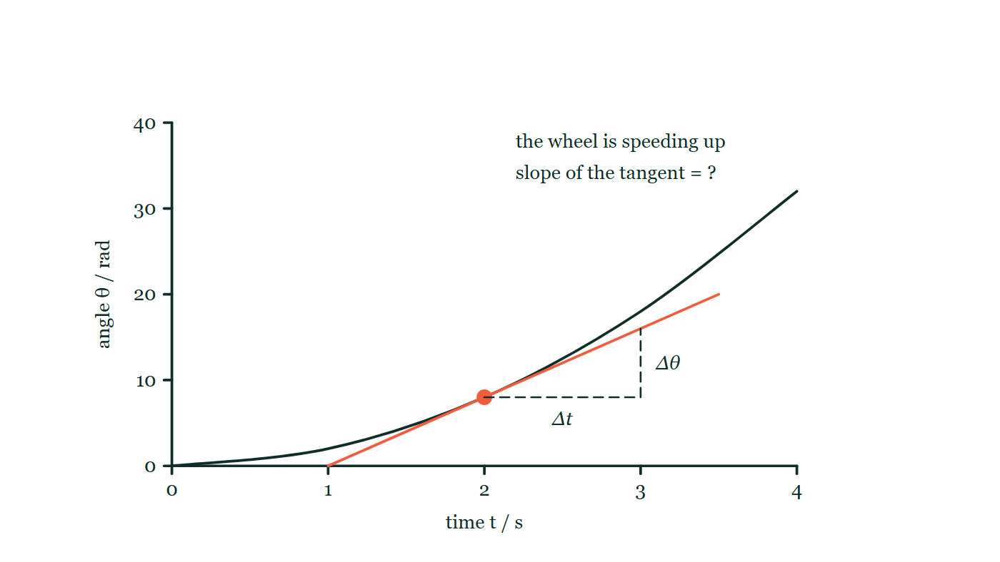 the wheel is speeding up
slope of the tangent = ?
40
30
20
10
0
angle θ / rad
Δθ
Δt
0 1 2 3 4
time t / s